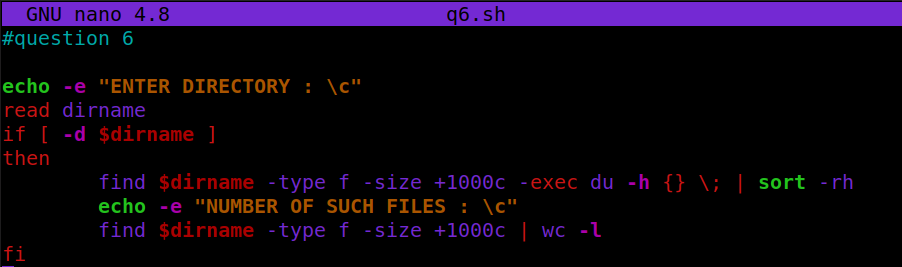 GNU nano 4.8 q6.sh
#question 6
echo -e "ENTER DIRECTORY : \c"
read dirname
if [ -d $dirname ]
then
find $dirname -type f -size +1000c -exec du -h {} \; | sort -rh
echo -e "NUMBER OF SUCH FILES : \c"
find $dirname -type f -size +1000c | wc -l
fi